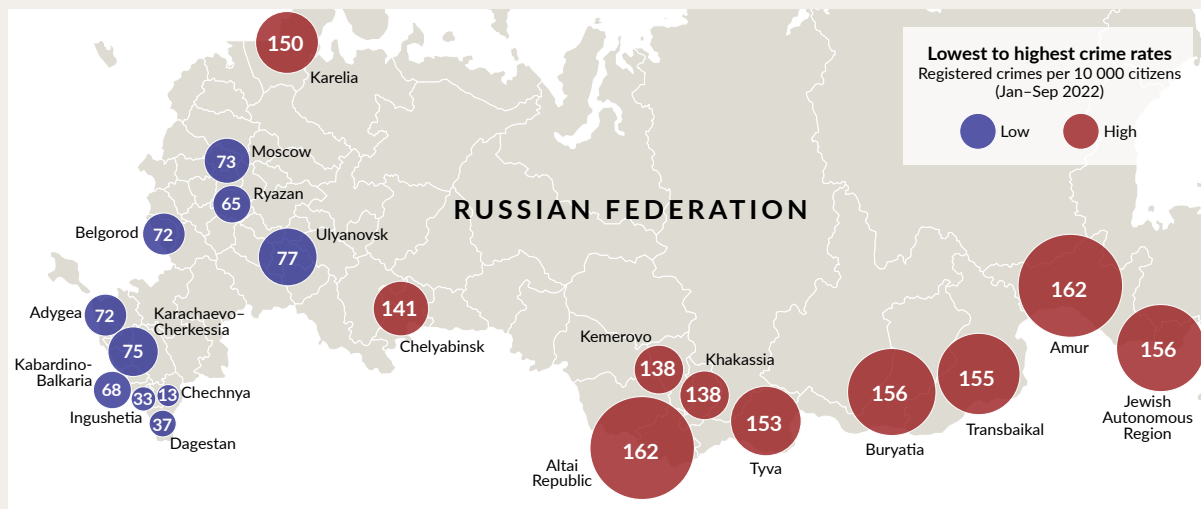 Lowest to highest crime rates
Registered crimes per 10 000 citizens
(Jan–Sep 2022)
Low
High
150
Karelia
73
Moscow
65
Ryazan
RUSSIAN FEDERATION
Belgorod
72
Ulyanovsk
77
Adygea
72
Karachaevo–
Cherkessia
75
141
Chelyabinsk
Kabardino-
Balkaria
68
Ingushetia
33
13
Chechnya
37
Dagestan
Kemerovo
138
Khakassia
138
162
Altai
Republic
153
Tyva
156
Buryatia
155
Transbaikal
162
Amur
156
Jewish
Autonomous
Region